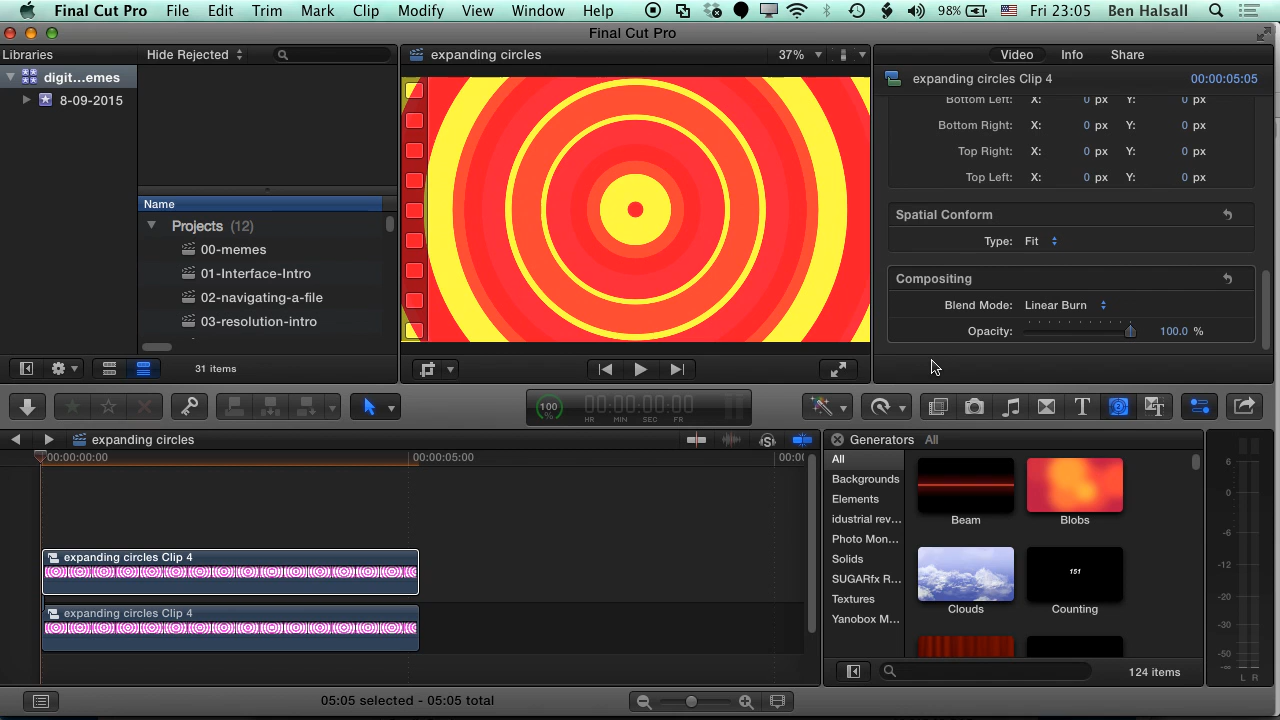 Final Cut Pro File Edit Trim Mark Clip Modify View Window Help 98% Fri 23:05 Ben Halsall
Final Cut Pro
Libraries
Hide Rejected
expanding circles
37%
Video Info Share
digit...emes
8-09-2015
expanding circles Clip 4
00:00:05:05
Bottom Left: X: 0 px Y: 0 px
Bottom Right: X: 0 px Y: 0 px
Top Right: X: 0 px Y: 0 px
Top Left: X: 0 px Y: 0 px
Name
Projects (12)
00-memes
01-Interface-Intro
02-navigating-a-file
03-resolution-intro
Spatial Conform
Type: Fit
Compositing
Blend Mode: Linear Burn
Opacity: 100.0 %
31 items
100
%
00:00:00:00
HR MIN SEC FR
expanding circles
00:00:00:00
00:00:05:00
expanding circles Clip 4
expanding circles Clip 4
Generators All
All
Backgrounds
Elements
idustrial rev...
Photo Mon...
Solids
SUGARfx R...
Textures
Yanobox M...
Beam
Blobs
151
Clouds
Counting
124 items
6
0
-6
-12
-20
-30
-50
-∞
L R
05:05 selected - 05:05 total